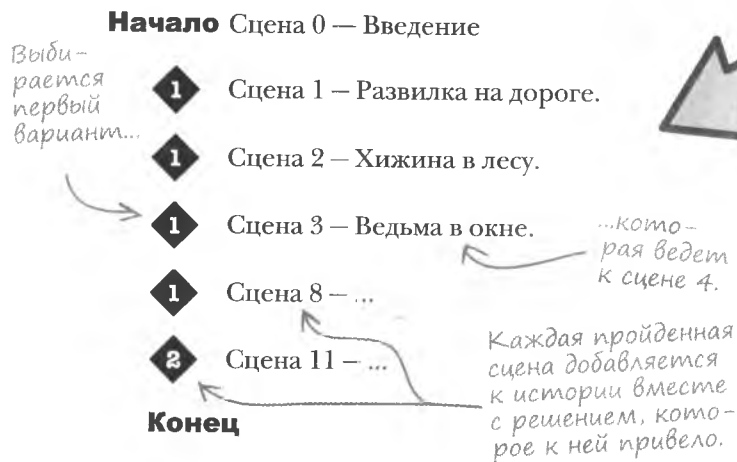 Начало Сцена 0 — Введение
Выби-
рается
первый
вариант...
1 Сцена 1 — Развилка на дороге.
1 Сцена 2 — Хижина в лесу.
1 Сцена 3 — Ведьма в окне.
...кото-
рая ведет
к сцене 4.
1 Сцена 8 — ...
2 Сцена 11 — ...
Конец
Каждая пройденная
сцена добавляется
к истории вместе
с решением, кото-
рое к ней привело.